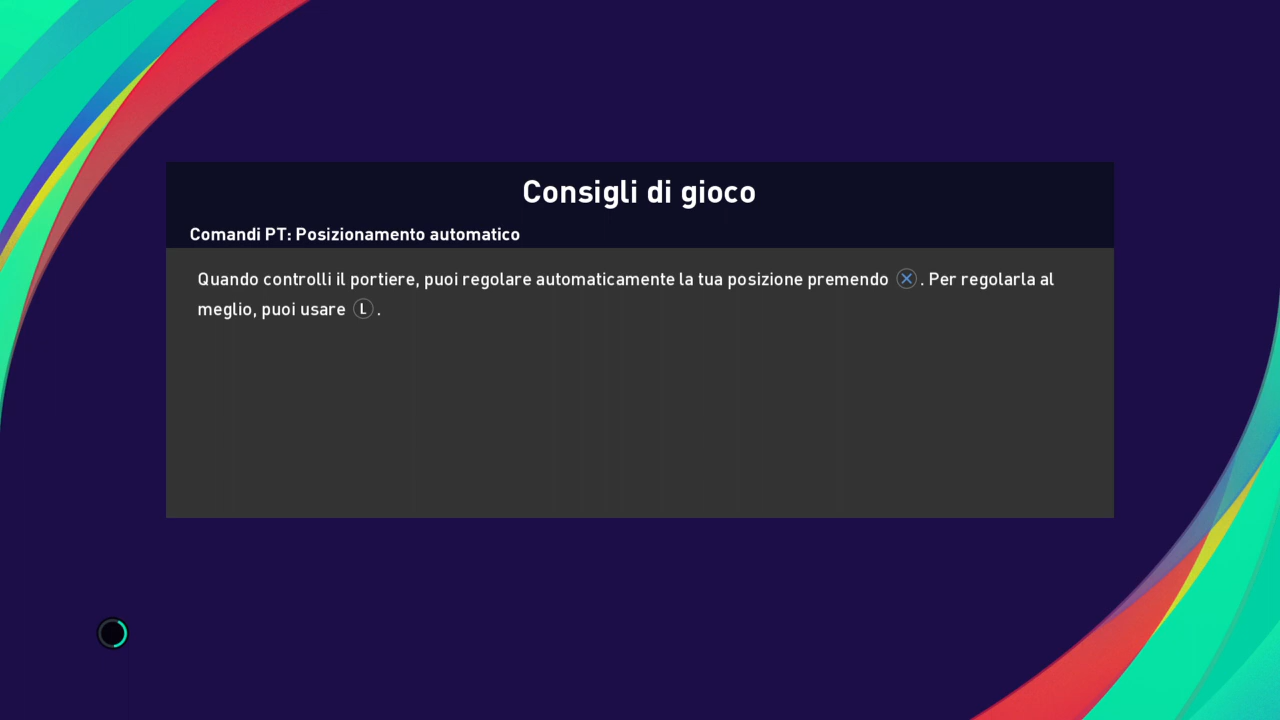 Consigli di gioco
Comandi PT: Posizionamento automatico
Quando controlli il portiere, puoi regolare automaticamente la tua posizione premendo ⓧ. Per regolarla al
meglio, puoi usare Ⓛ.